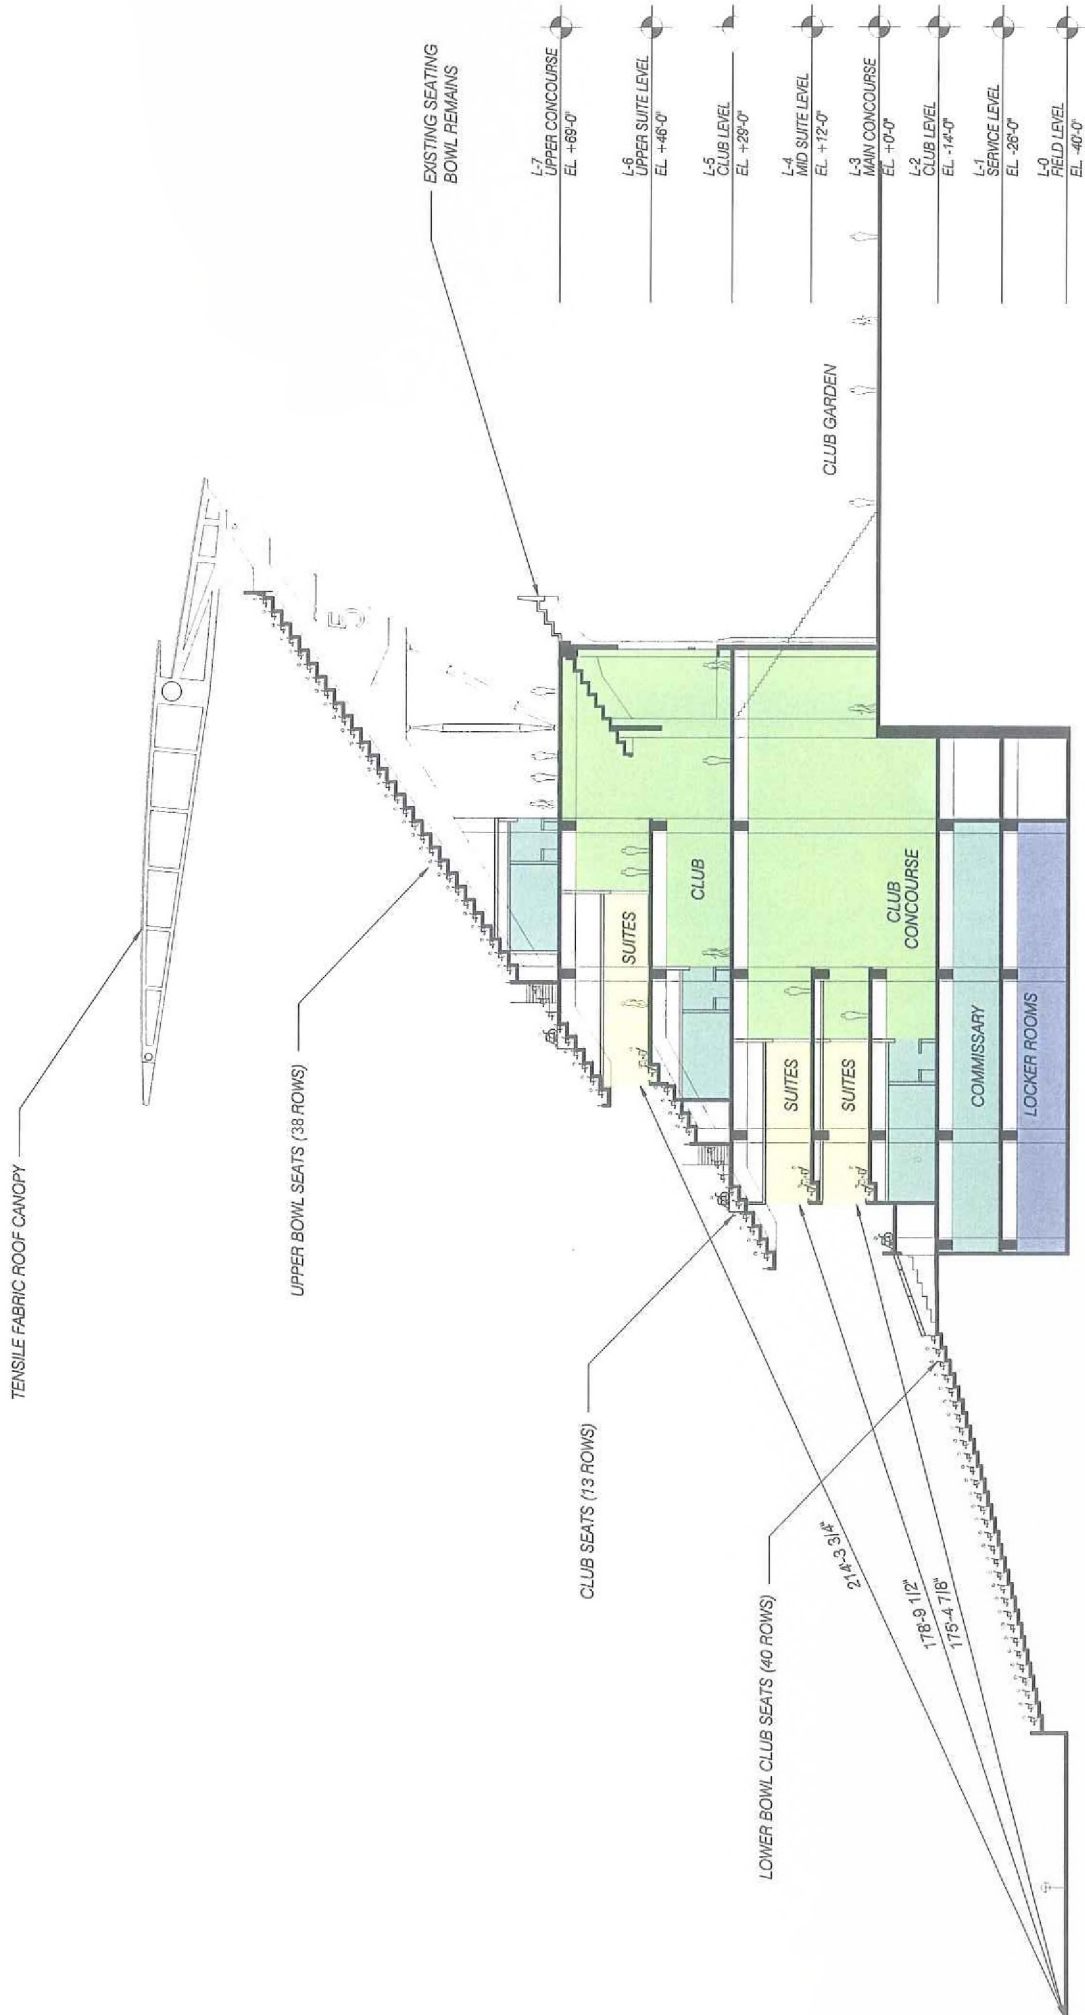 TENSILE FABRIC ROOF CANOPY
UPPER BOWL SEATS (38 ROWS)
CLUB SEATS (13 ROWS)
LOWER BOWL CLUB SEATS (40 ROWS)
EXISTING SEATING
BOWL REMAINS
L-7
UPPER CONCOURSE
EL. +69'-0"
L-6
UPPER SUITE LEVEL
EL. +46'-0"
L-5
CLUB LEVEL
EL. +29'-0"
L-4
MID SUITE LEVEL
EL. +12'-0"
L-3
MAIN CONCOURSE
EL. +0'-0"
L-2
CLUB LEVEL
EL. -14'-0"
L-1
SERVICE LEVEL
EL. -26'-0"
L-0
FIELD LEVEL
EL. -40'-0"
SUITES
CLUB
SUITES
SUITES
CLUB
CONCOURSE
COMMISSARY
LOCKER ROOMS
CLUB GARDEN
214'-3 3/4"
178'-9 1/2"
175'-4 7/8"